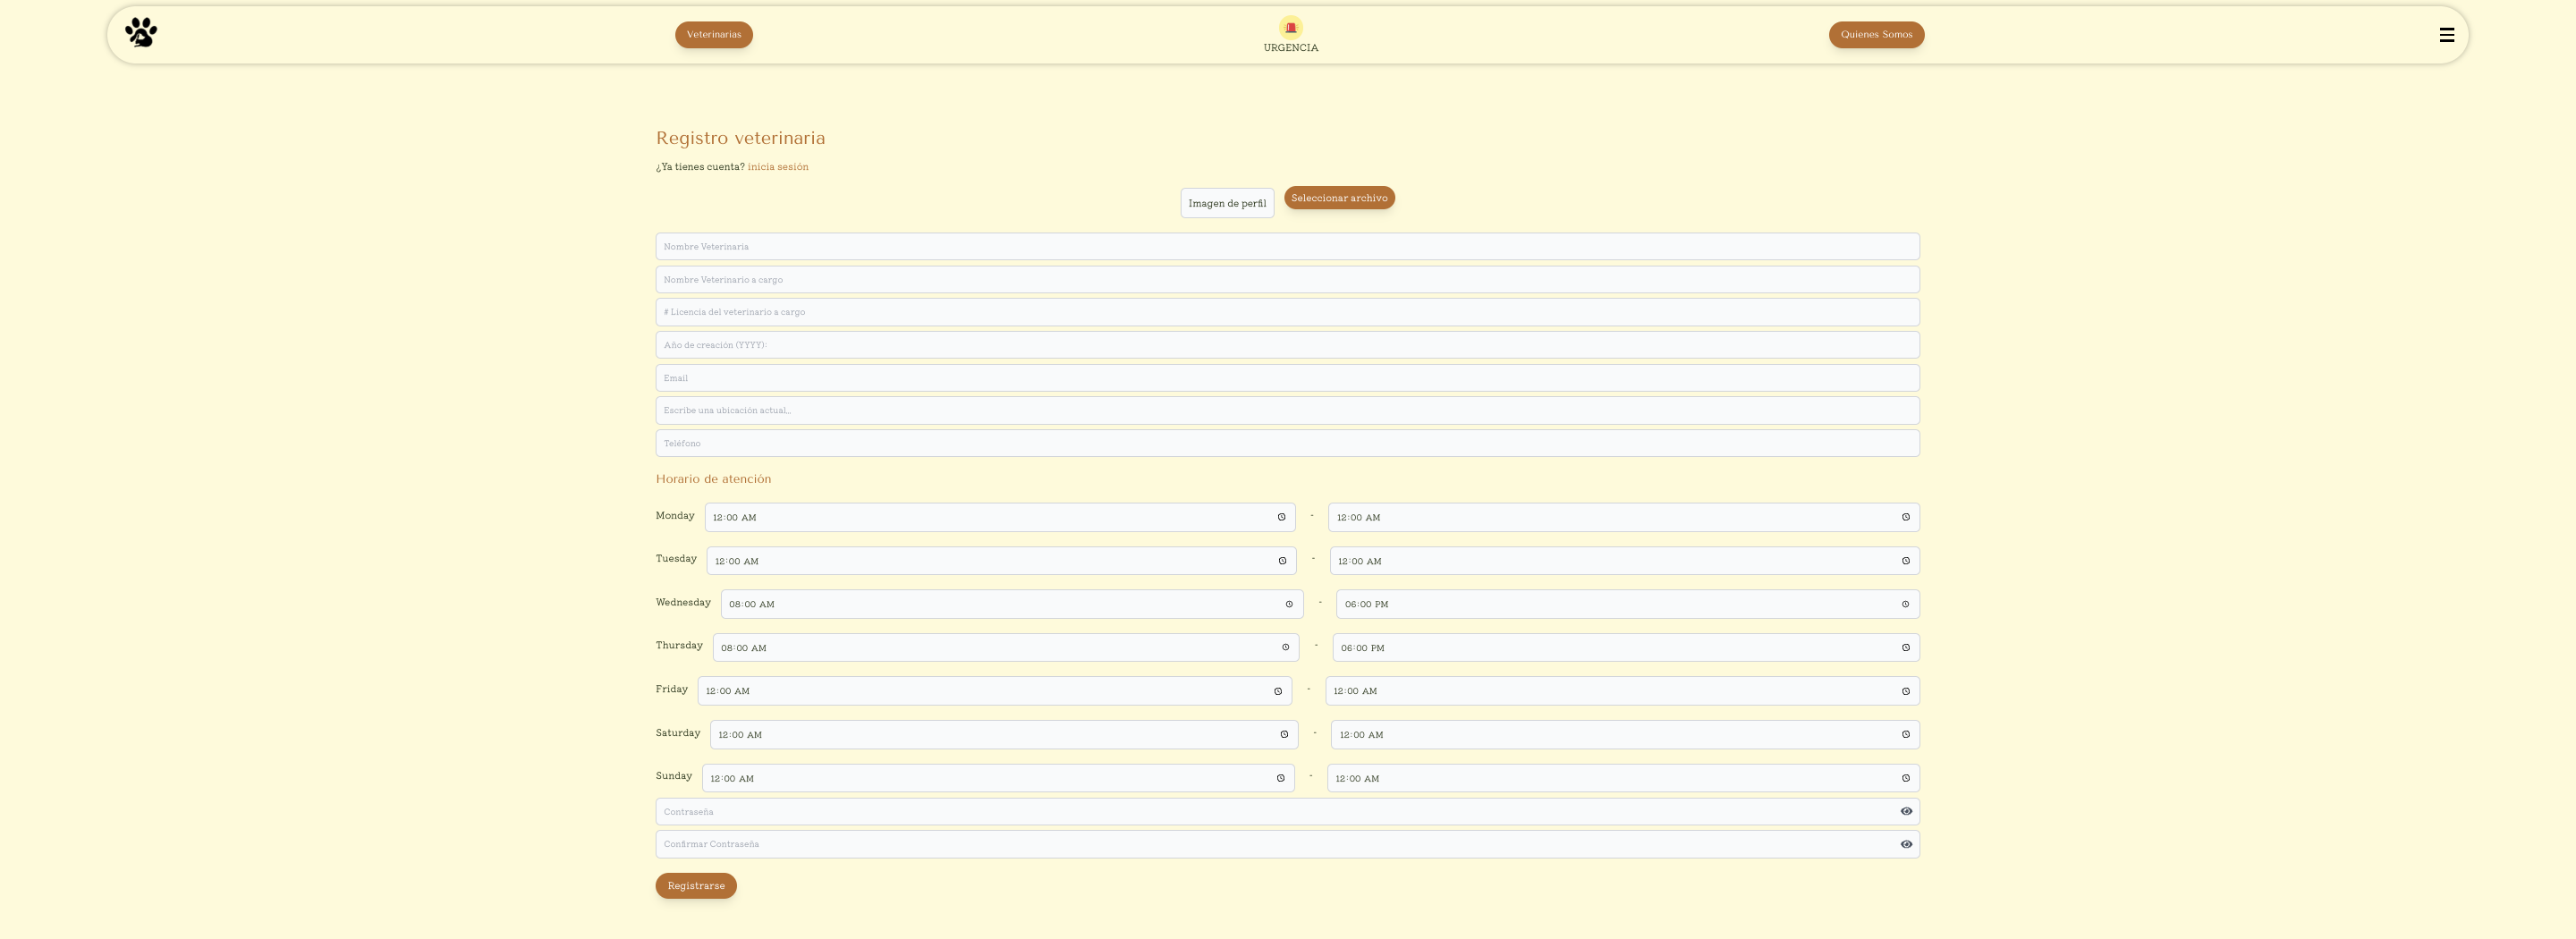 Veterinarias
URGENCIA
Quienes Somos
Registro veterinaria
¿Ya tienes cuenta? inicia sesión
Imagen de perfil
Seleccionar archivo
Nombre Veterinaria
Nombre Veterinario a cargo
# Licencia del veterinario a cargo
Año de creación (YYYY):
Email
Escribe una ubicación actual...
Teléfono
Horario de atención
Monday 12:00 AM - 12:00 AM
Tuesday 12:00 AM - 12:00 AM
Wednesday 08:00 AM - 06:00 PM
Thursday 08:00 AM - 06:00 PM
Friday 12:00 AM - 12:00 AM
Saturday 12:00 AM - 12:00 AM
Sunday 12:00 AM - 12:00 AM
Contraseña
Confirmar Contraseña
Registrarse